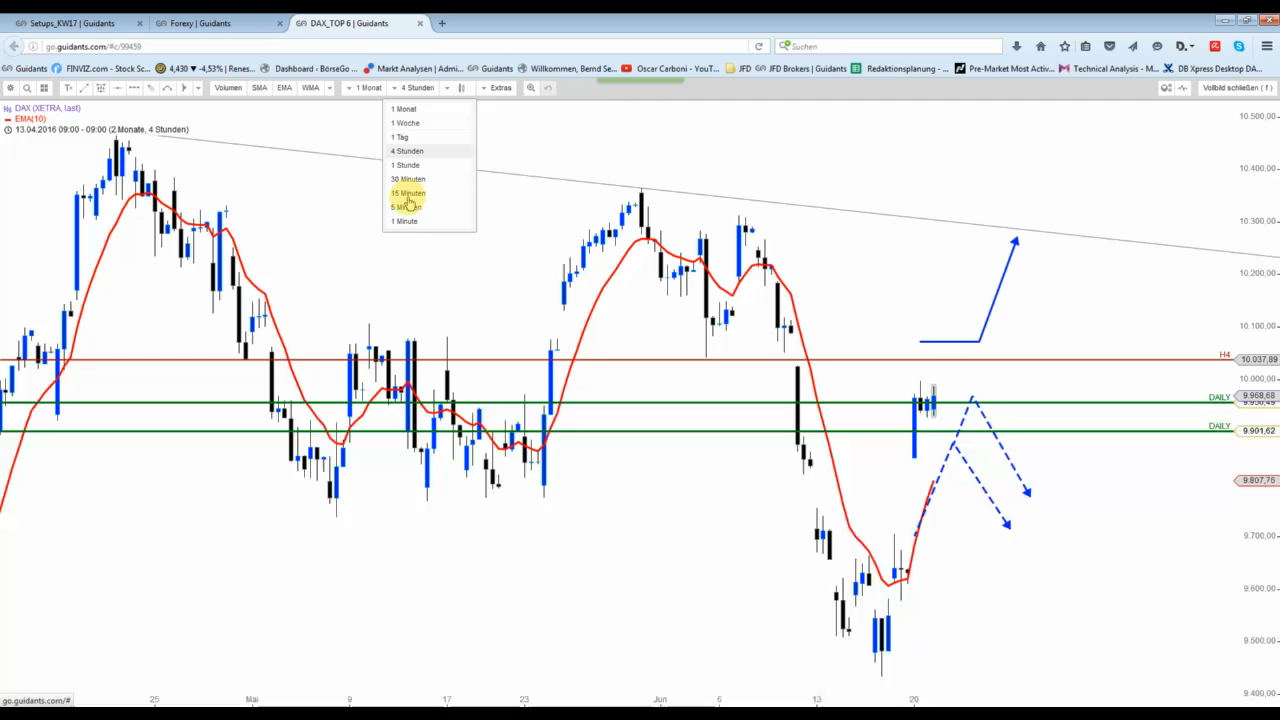 Setups_KW17 | Guidants
Forexy | Guidants
DAX_TOP 6 | Guidants
go.guidants.com/#c/99459
Suchen
Guidants
FINVIZ.com - Stock Sc...
4,430 ▾ -4,53% | Renes...
Dashboard ‹ BörseGo ...
Markt Analysen | Admi...
Guidants
Willkommen, Bernd Se...
Oscar Carboni - YouT...
JFD
JFD Brokers | Guidants
Redaktionsplanung - ...
Pre-Market Most Activ...
Technical Analysis - M...
DB Xpress Desktop DA...
Volumen
SMA
EMA
WMA
1 Monat
4 Stunden
Extras
Vollbild schließen ( f )
DAX (XETRA, last)
EMA(10)
13.04.2016 09:00 - 09:00 (2 Monate, 4 Stunden)
1 Monat
1 Woche
1 Tag
4 Stunden
1 Stunde
30 Minuten
15 Minuten
5 Minuten
1 Minute
10.500,00
10.400,00
10.300,00
10.200,00
10.100,00
H4
10.037,89
10.000,00
DAILY
9.968,68
DAILY
9.901,62
9.807,76
9.700,00
9.600,00
9.500,00
9.400,00
go.guidants.com/#
25
Mai
9
17
23
Jun
6
13
20